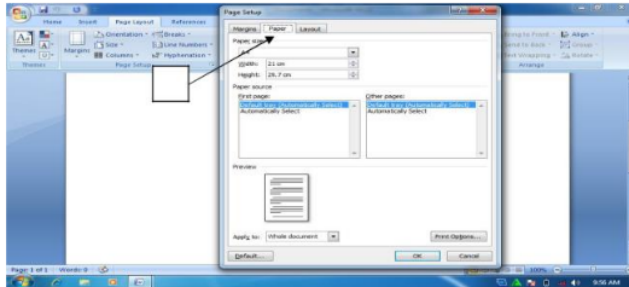 Page Setup
Home Insert Page Layout References
Margins Paper Layout
Orientation Breaks
Bring to Front Align
Aa
Size Line Numbers
Paper size:
Send to Back Group
Themes Margins Columns Hyphenation
A4
Text Wrapping Rotate
Themes Page Setup
Width: 21 cm
Arrange
Height: 29.7 cm
Paper source
First page: Other pages:
Default tray (Automatically Select) Default tray (Automatically Select)
Automatically Select Automatically Select
Preview
Apply to: Whole document Print Options...
Default... OK Cancel
Page: 1 of 1 Words: 0 100%
9:56 AM